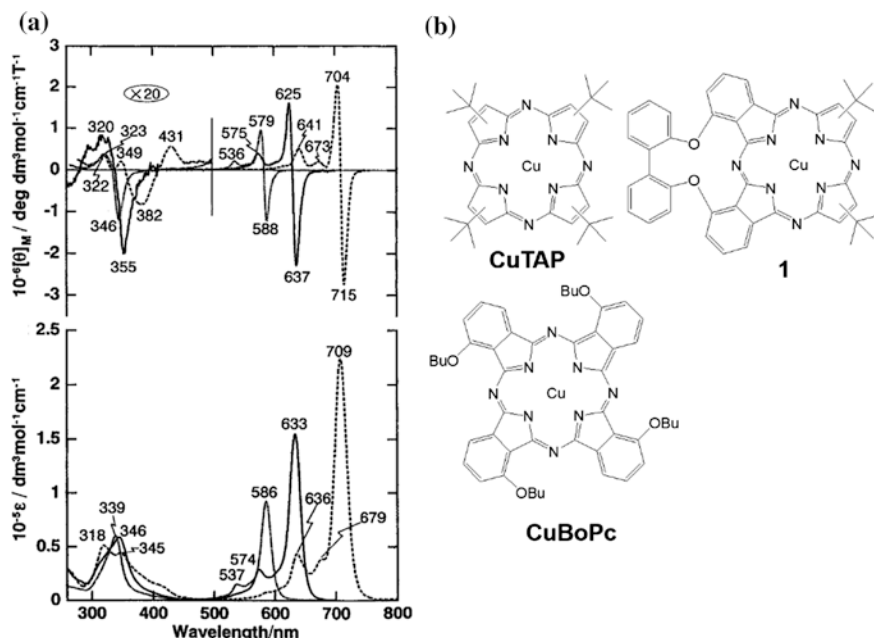 (a)
3
2
1
0
-1
-2
-3
10⁻⁶[θ]M / deg dm³mol⁻¹cm⁻¹T⁻¹
×20
320
323
349
322
346
355
382
431
536
575
579
588
625
637
641
673
704
715
2.5
2
1.5
1
0.5
0
10⁻⁵ε / dm³mol⁻¹cm⁻¹
318
339
346
345
537
574
586
633
636
679
709
300 400 500 600 700 800
Wavelength/nm
(b)
N
N N
N Cu N
N N
N
CuTAP
O
N
N N
N Cu N
O
N N
N
1
BuO
N
BuO
N N
N Cu N
N N
OBu
N
OBu
CuBoPc